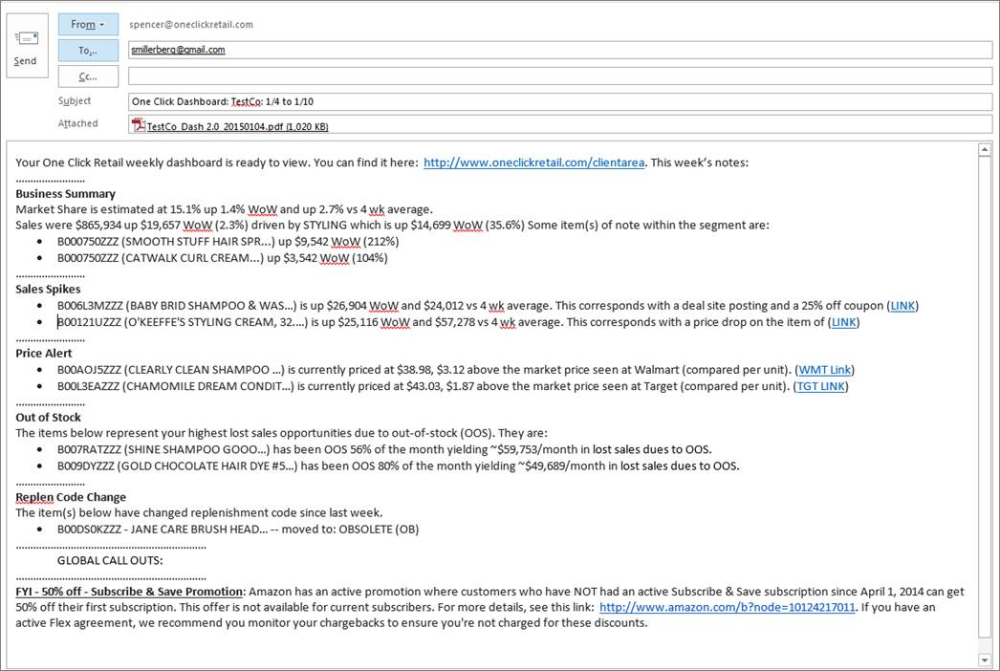 From
spencer@oneclickretail.com
To...
smillerberg@gmail.com
Send
Cc...
Subject
One Click Dashboard: TestCo: 1/4 to 1/10
Attached
TestCo Dash 2.0 20150104.pdf (1,020 KB)
Your One Click Retail weekly dashboard is ready to view. You can find it here: http://www.oneclickretail.com/clientarea. This week's notes:
........................
Business Summary
Market Share is estimated at 15.1% up 1.4% WoW and up 2.7% vs 4 wk average.
Sales were $865,934 up $19,657 WoW (2.3%) driven by STYLING which is up $14,699 WoW (35.6%) Some item(s) of note within the segment are:
• B000750ZZZ (SMOOTH STUFF HAIR SPR...) up $9,542 WoW (212%)
• B000750ZZZ (CATWALK CURL CREAM...) up $3,542 WoW (104%)
........................
Sales Spikes
• B006L3MZZZ (BABY BRID SHAMPOO & WAS...) is up $26,904 WoW and $24,012 vs 4 wk average. This corresponds with a deal site posting and a 25% off coupon (LINK)
• B00121UZZZ (O'KEEFFE'S STYLING CREAM, 32....) is up $25,116 WoW and $57,278 vs 4 wk average. This corresponds with a price drop on the item of (LINK)
........................
Price Alert
• B00AOJ5ZZZ (CLEARLY CLEAN SHAMPOO ...) is currently priced at $38.98, $3.12 above the market price seen at Walmart (compared per unit). (WMT Link)
• B00L3EAZZZ (CHAMOMILE DREAM CONDIT...) is currently priced at $43.03, $1.87 above the market price seen at Target (compared per unit). (TGT LINK)
........................
Out of Stock
The items below represent your highest lost sales opportunities due to out-of-stock (OOS). They are:
• B007RATZZZ (SHINE SHAMPOO GOOO...) has been OOS 56% of the month yielding ~$59,753/month in lost sales dues to OOS.
• B009DYZZZ (GOLD CHOCOLATE HAIR DYE #5...) has been OOS 80% of the month yielding ~$49,689/month in lost sales dues to OOS.
........................
Replen Code Change
The item(s) below have changed replenishment code since last week.
• B00DS0KZZZ - JANE CARE BRUSH HEAD... -- moved to: OBSOLETE (OB)
..................................................................
GLOBAL CALL OUTS:
..................................................................
FYI - 50% off - Subscribe & Save Promotion: Amazon has an active promotion where customers who have NOT had an active Subscribe & Save subscription since April 1, 2014 can get
50% off their first subscription. This offer is not available for current subscribers. For more details, see this link: http://www.amazon.com/b?node=10124217011. If you have an
active Flex agreement, we recommend you monitor your chargebacks to ensure you're not charged for these discounts.